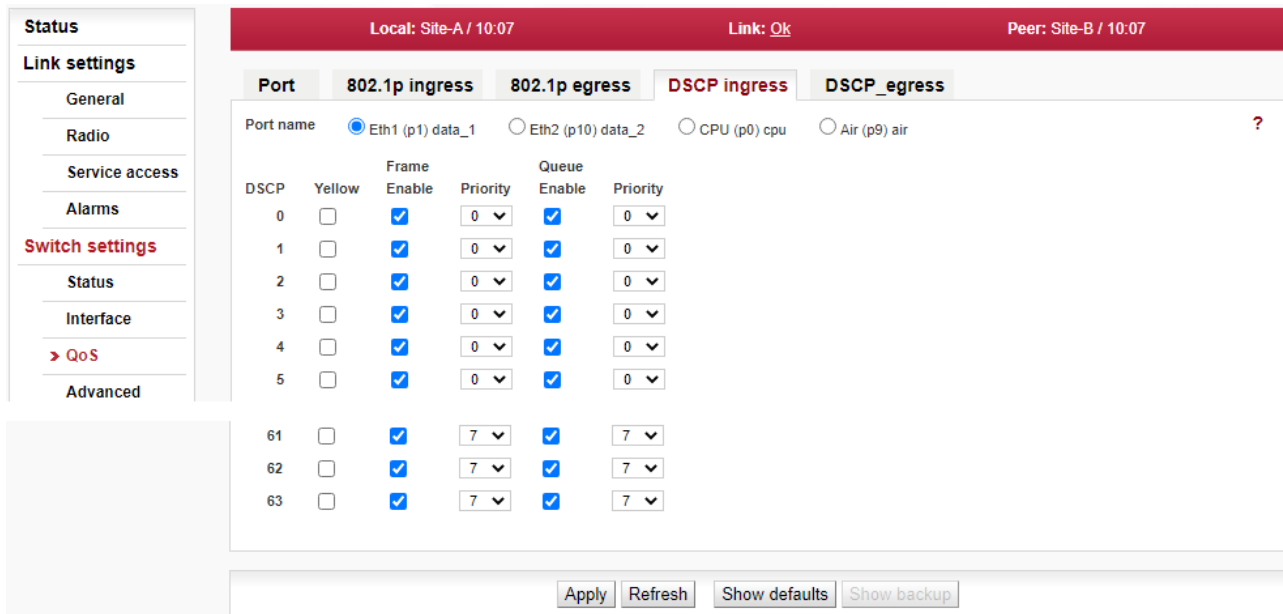 Status
Link settings
General
Radio
Service access
Alarms
Switch settings
Status
Interface
QoS
Advanced
Local: Site-A / 10:07 Link: Ok Peer: Site-B / 10:07
Port 802.1p ingress 802.1p egress DSCP ingress DSCP_egress
Port name Eth1 (p1) data_1 Eth2 (p10) data_2 CPU (p0) cpu Air (p9) air ?
Frame Queue
DSCP Yellow Enable Priority Enable Priority
0 0 0
1 0 0
2 0 0
3 0 0
4 0 0
5 0 0
61 7 7
62 7 7
63 7 7
Apply Refresh Show defaults Show backup